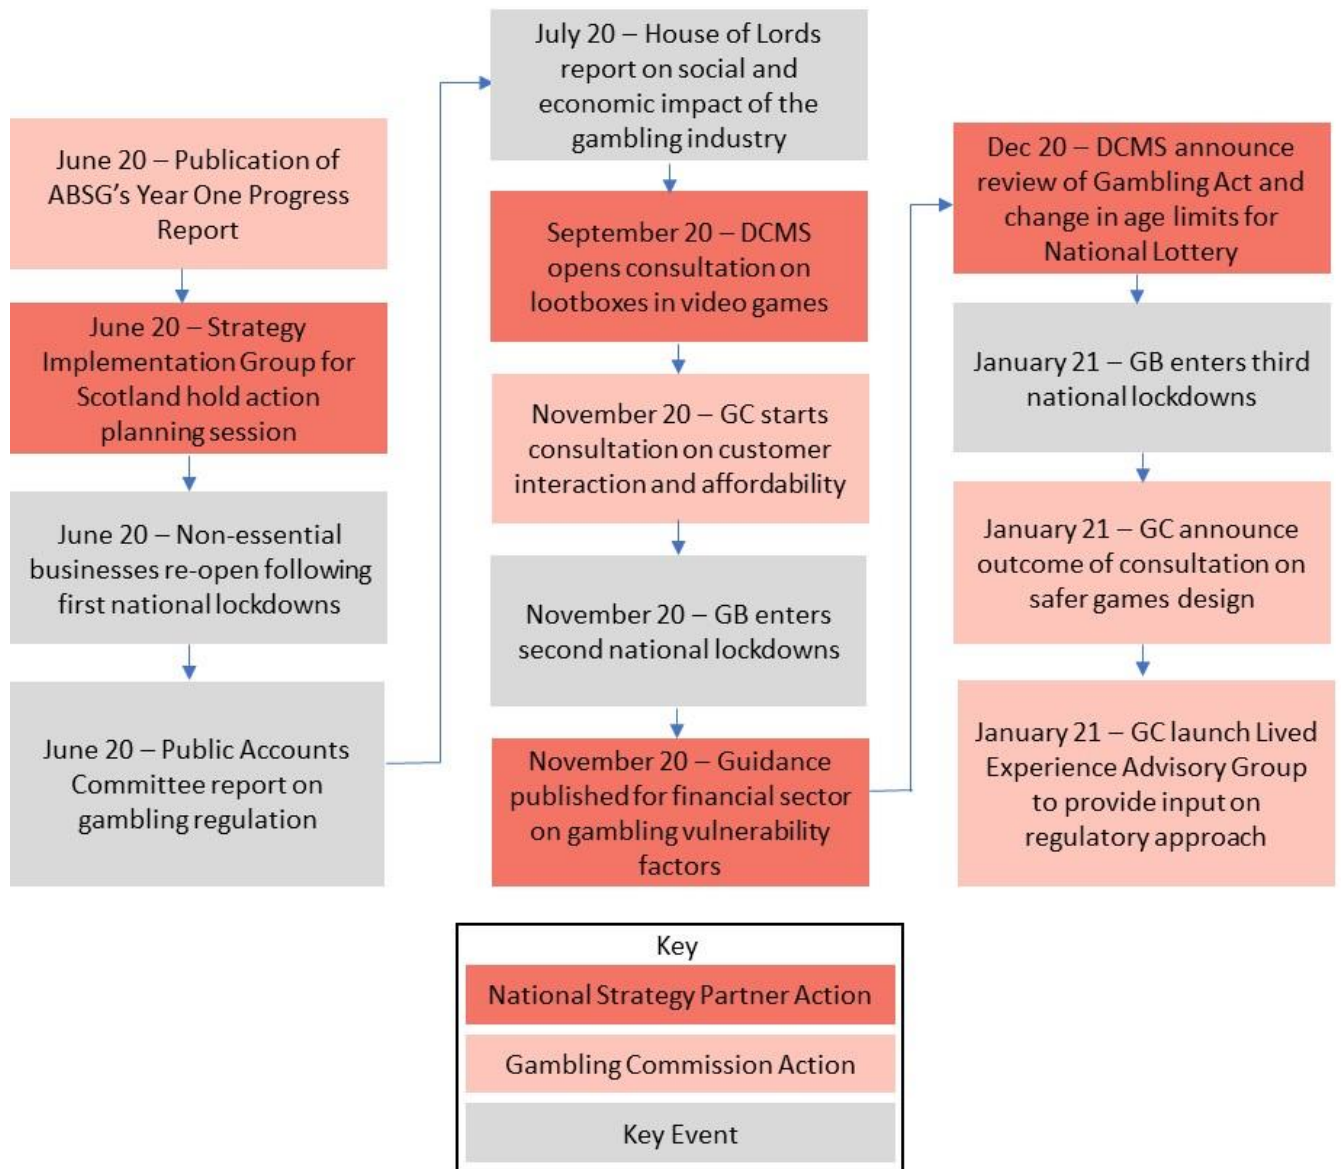 June 20 – Publication of
ABSG's Year One Progress
Report
June 20 – Strategy
Implementation Group for
Scotland hold action
planning session
June 20 – Non-essential
businesses re-open following
first national lockdowns
June 20 – Public Accounts
Committee report on
gambling regulation
July 20 – House of Lords
report on social and
economic impact of the
gambling industry
September 20 – DCMS
opens consultation on
lootboxes in video games
November 20 – GC starts
consultation on customer
interaction and affordability
November 20 – GB enters
second national lockdowns
November 20 – Guidance
published for financial sector
on gambling vulnerability
factors
Dec 20 – DCMS announce
review of Gambling Act and
change in age limits for
National Lottery
January 21 – GB enters third
national lockdowns
January 21 – GC announce
outcome of consultation on
safer games design
January 21 – GC launch Lived
Experience Advisory Group
to provide input on
regulatory approach
Key
National Strategy Partner Action
Gambling Commission Action
Key Event